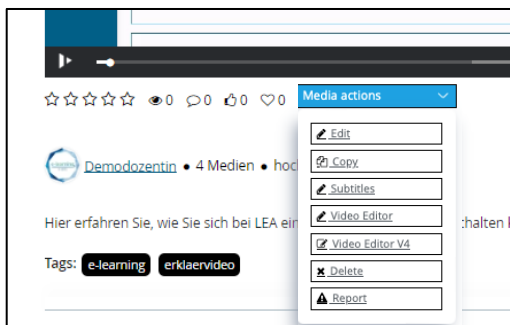 0 0 0 0 Media actions
Edit
Copy
Subtitles
Video Editor
Video Editor V4
Delete
Report
Demodozentin • 4 Medien • hoc
Hier erfahren Sie, wie Sie sich bei LEA ein
halten
Tags: e-learning erklaervideo